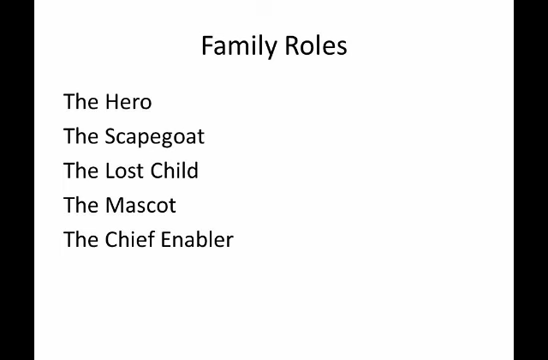 Family Roles
The Hero
The Scapegoat
The Lost Child
The Mascot
The Chief Enabler